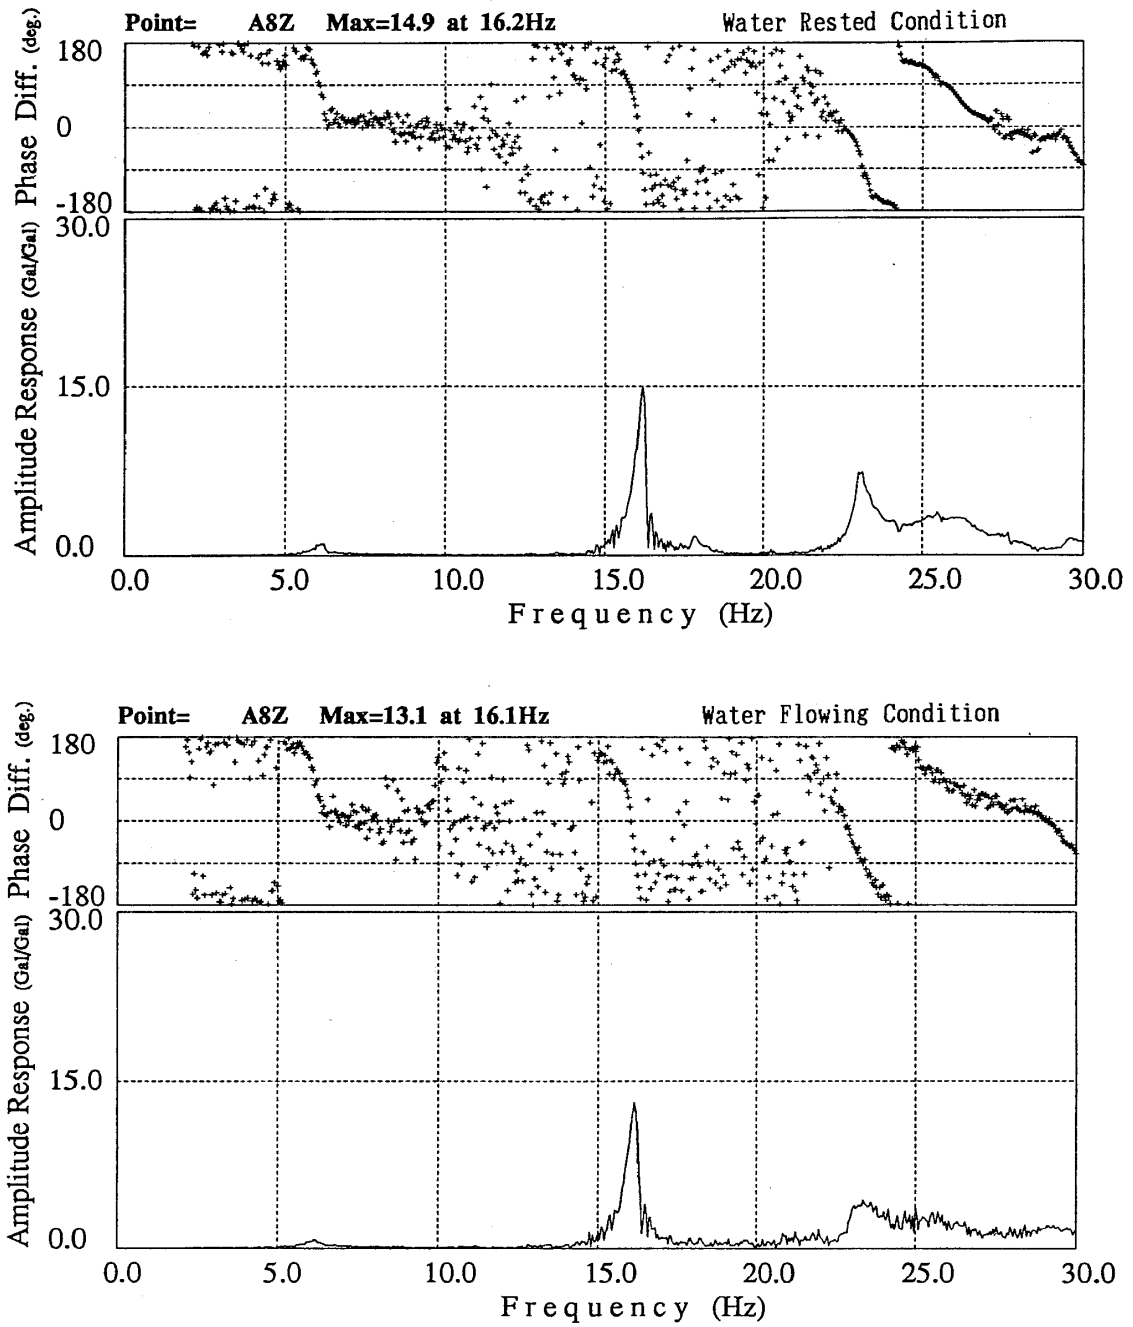 Point= A8Z Max=14.9 at 16.2Hz Water Rested Condition
Phase Diff. (deg.)
180
0
-180
Amplitude Response (Gal/Gal)
30.0
15.0
0.0
0.0 5.0 10.0 15.0 20.0 25.0 30.0
Frequency (Hz)
Point= A8Z Max=13.1 at 16.1Hz Water Flowing Condition
Phase Diff. (deg.)
180
0
-180
Amplitude Response (Gal/Gal)
30.0
15.0
0.0
0.0 5.0 10.0 15.0 20.0 25.0 30.0
Frequency (Hz)